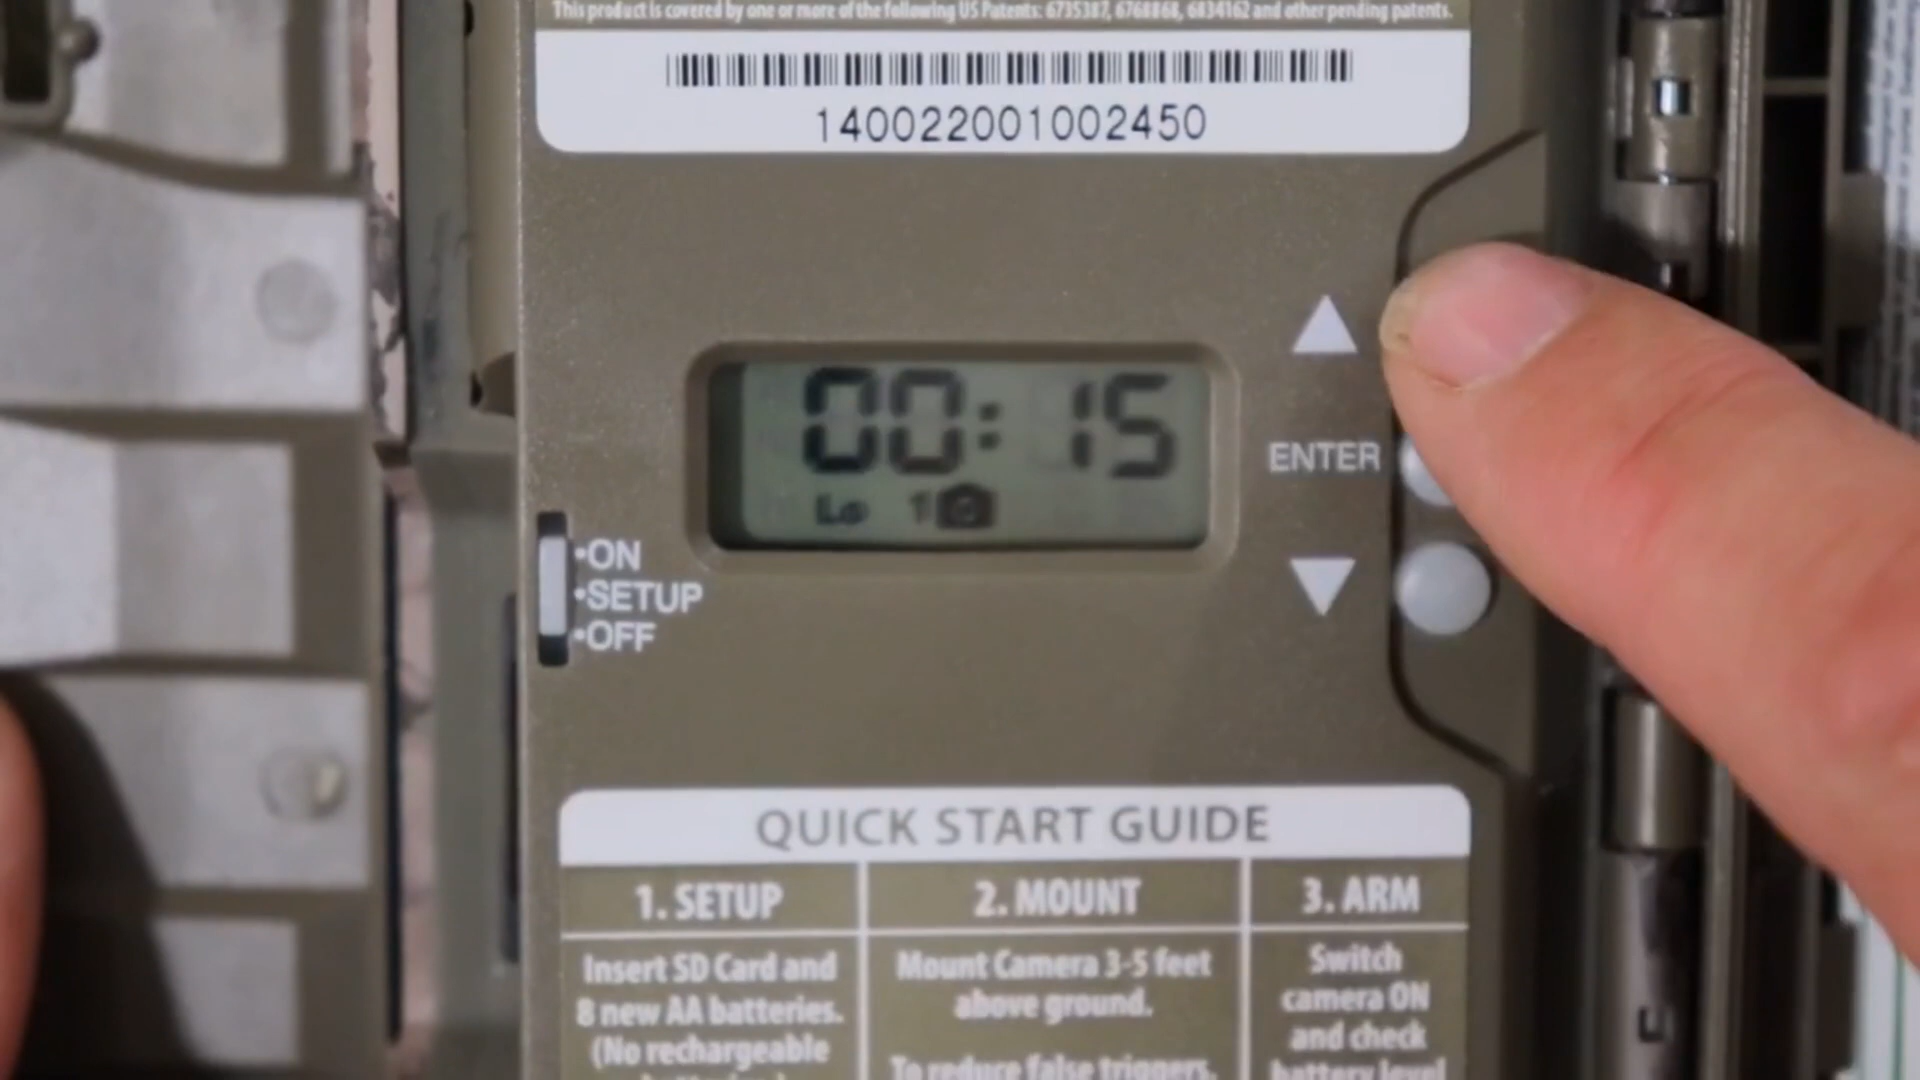 This product is covered by one or more of the following US Patents: 6735387, 6768868, 6834162 and other pending patents.
140022001002450
00:15
Lo 1
ENTER
•ON
•SETUP
•OFF
QUICK START GUIDE
1. SETUP
Insert SD Card and
8 new AA batteries.
(No rechargeable
2. MOUNT
Mount Camera 3-5 feet
above ground.
To reduce false triggers,
3. ARM
Switch
camera ON
and check
battery level